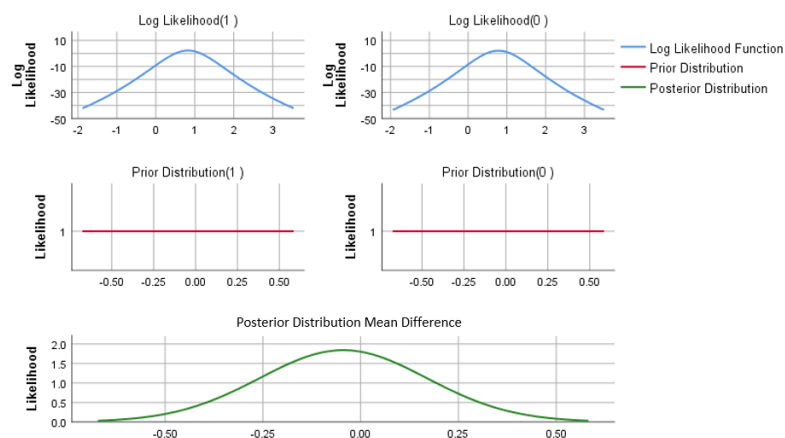 Log Likelihood(1 )
Log Likelihood(0 )
Log
Likelihood
10
-10
-30
-50
-2 -1 0 1 2 3
Log
Likelihood
10
-10
-30
-50
-2 -1 0 1 2 3
Log Likelihood Function
Prior Distribution
Posterior Distribution
Prior Distribution(1 )
Prior Distribution(0 )
Likelihood
1
-0.50 -0.25 0.00 0.25 0.50
Likelihood
1
-0.50 -0.25 0.00 0.25 0.50
Posterior Distribution Mean Difference
Likelihood
2.0
1.5
1.0
0.5
0.0
-0.50 -0.25 0.00 0.25 0.50